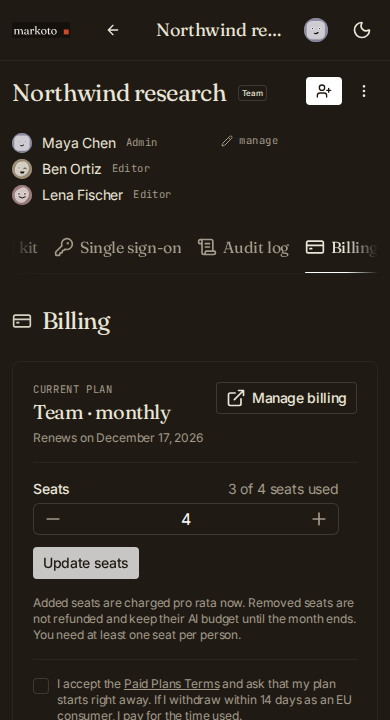 markoto
Northwind re...
Northwind research Team
Maya Chen Admin manage
Ben Ortiz Editor
Lena Fischer Editor
kit Single sign-on Audit log Billing
Billing
CURRENT PLAN
Team · monthly
Manage billing
Renews on December 17, 2026
Seats 3 of 4 seats used
4
Update seats
Added seats are charged pro rata now. Removed seats are
not refunded and keep their AI budget until the month ends.
You need at least one seat per person.
I accept the Paid Plans Terms and ask that my plan
starts right away. If I withdraw within 14 days as an EU
consumer, I pay for the time used.